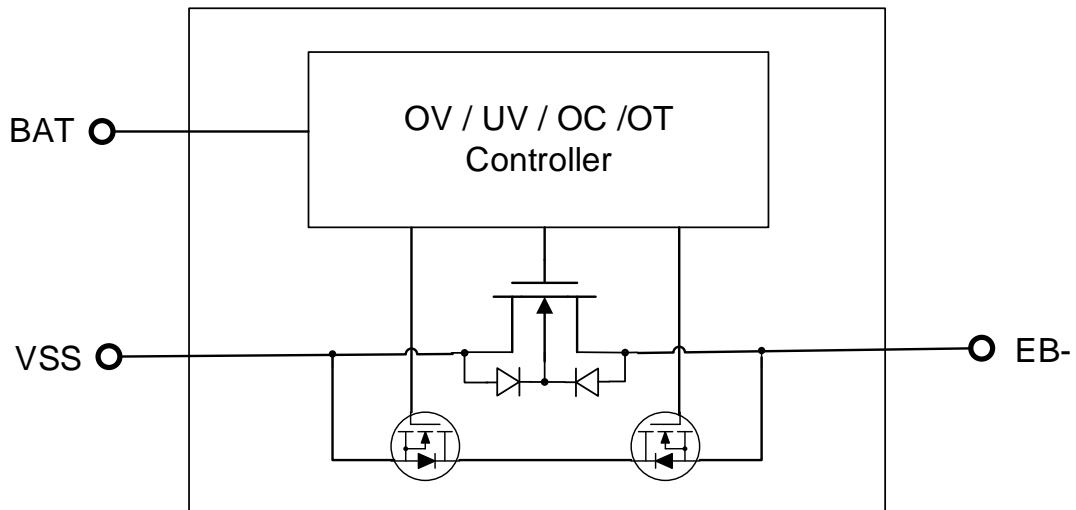 OV / UV / OC /OT
Controller
BAT
VSS
EB-